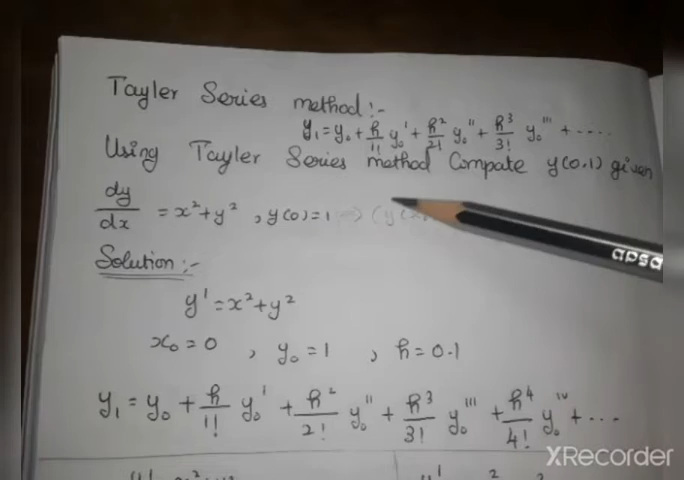 Tayler Series method :-
y₁ = y₀ + h/1! y₀' + h²/2! y₀'' + h³/3! y₀''' + ....
Using Tayler Series method Compate y(0.1) given
dy/dx = x² + y² , y(0) = 1
apsa
Solution :-
y' = x² + y²
x₀ = 0 , y₀ = 1 , h = 0.1
y₁ = y₀ + h/1! y₀' + h²/2! y₀'' + h³/3! y₀''' + h⁴/4! y₀ⁱᵛ + ...
XRecorder